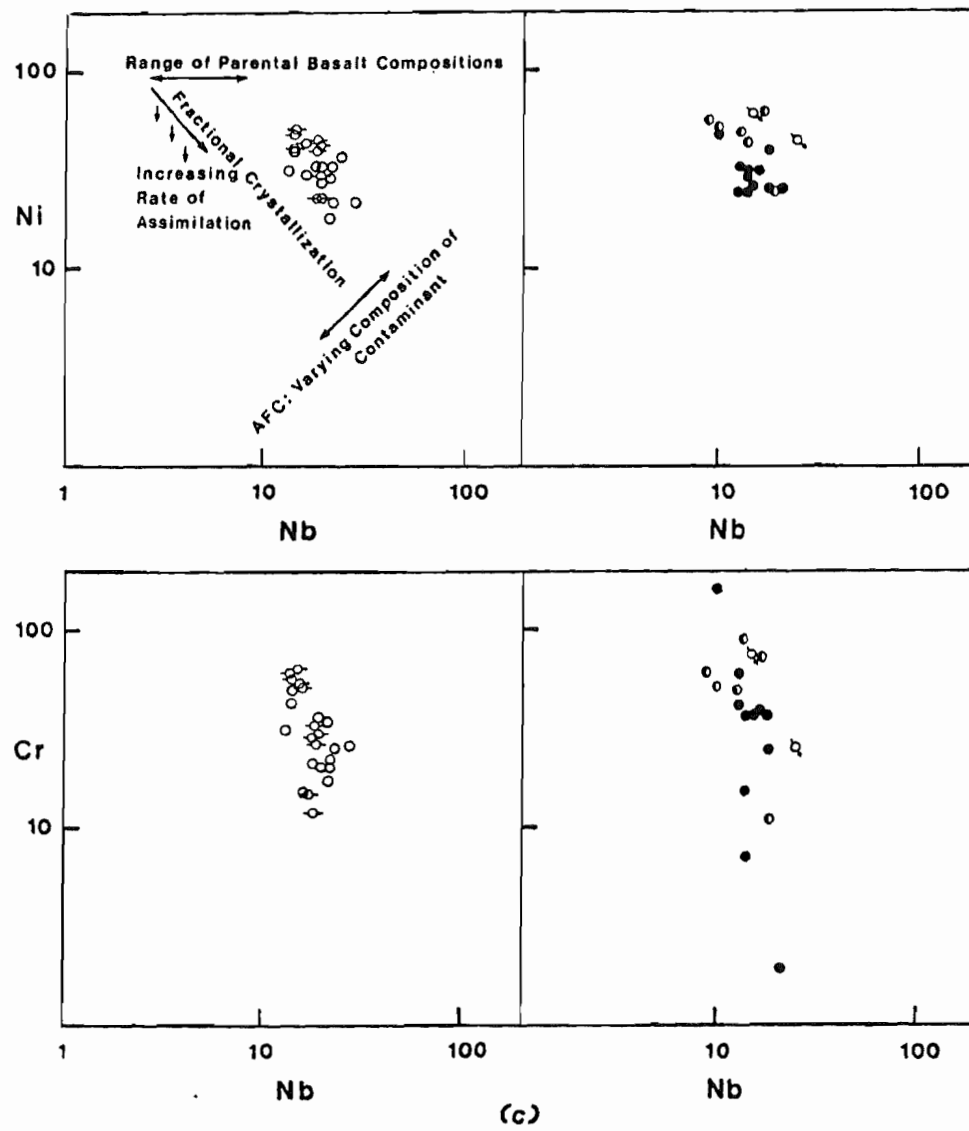 100
Ni
10
Range of Parental Basalt Compositions
Fractional Crystallization
Increasing
Rate of
Assimilation
AFC: Varying Composition of
Contaminant
1
10
100
10
100
Nb
Nb
100
Cr
10
1
10
100
10
100
Nb
Nb
(c)